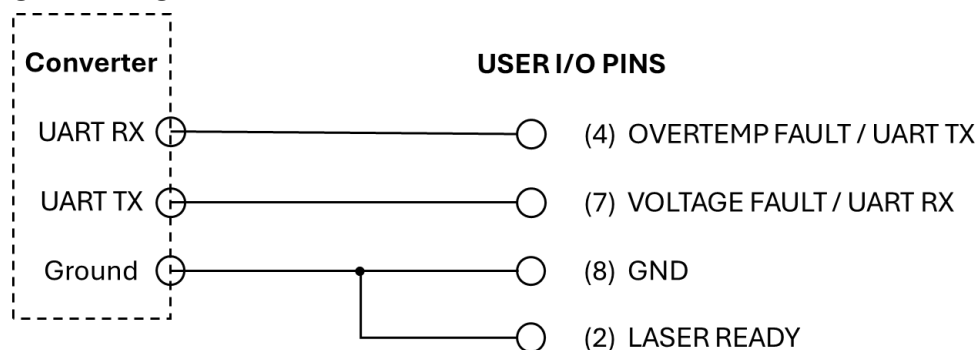 Converter
USER I/O PINS
UART RX
(4) OVERTEMP FAULT / UART TX
UART TX
(7) VOLTAGE FAULT / UART RX
Ground
(8) GND
(2) LASER READY